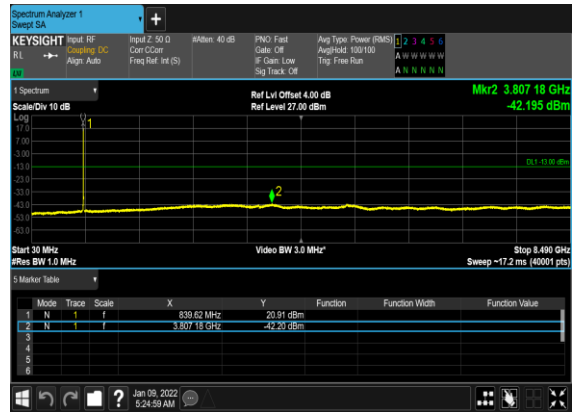 Spectrum Analyzer 1
Swept SA
+
KEYSIGHT Input: RF Input Z: 50 Ω #Atten: 40 dB PNO: Fast Avg Type: Power (RMS) 1 2 3 4 5 6
RL Coupling: DC Corr CCorr Gate: Off Avg|Hold: 100/100 A W W W W W
Align: Auto Freq Ref: Int (S) IF Gain: Low Trig: Free Run
LW Sig Track: Off A N N N N N
1 Spectrum Ref Lvl Offset 4.00 dB Mkr2 3.807 18 GHz
Scale/Div 10 dB Ref Level 27.00 dBm -42.195 dBm
Log
17.0 1
7.00
-3.00
-13.0 DL1 -13.00 dBm
-23.0
-33.0 2
-43.0
-53.0
-63.0
Start 30 MHz Video BW 3.0 MHz* Stop 8.490 GHz
#Res BW 1.0 MHz Sweep ~17.2 ms (40001 pts)
5 Marker Table
Mode Trace Scale X Y Function Function Width Function Value
1 N 1 f 839.62 MHz 20.91 dBm
2 N 1 f 3.807 18 GHz -42.20 dBm
3
4
5
6
? Jan 09, 2022
5:24:59 AM